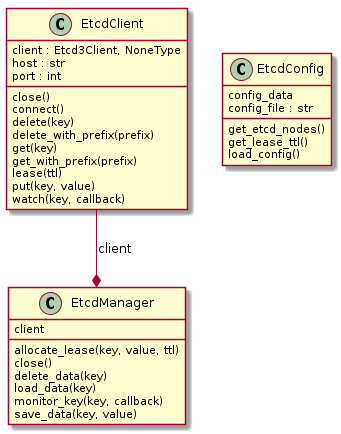 C EtcdClient
client : Etcd3Client, NoneType
host : str
port : int
close()
connect()
delete(key)
delete_with_prefix(prefix)
get(key)
get_with_prefix(prefix)
lease(ttl)
put(key, value)
watch(key, callback)
C EtcdConfig
config_data
config_file : str
get_etcd_nodes()
get_lease_ttl()
load_config()
client
C EtcdManager
client
allocate_lease(key, value, ttl)
close()
delete_data(key)
load_data(key)
monitor_key(key, callback)
save_data(key, value)